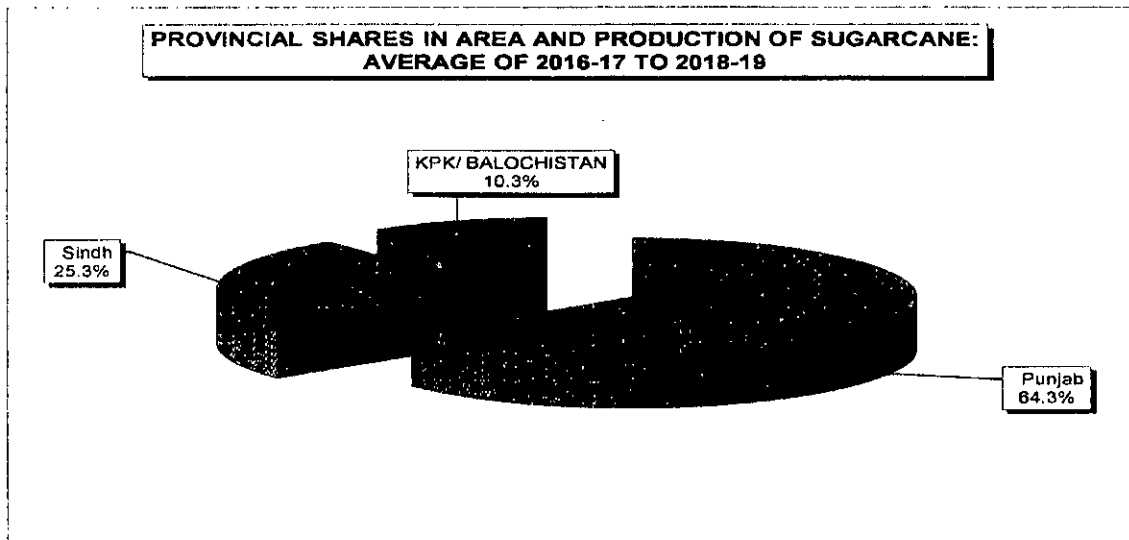 PROVINCIAL SHARES IN AREA AND PRODUCTION OF SUGARCANE:
AVERAGE OF 2016-17 TO 2018-19
KPK/ BALOCHISTAN
10.3%
Sindh
25.3%
Punjab
64.3%